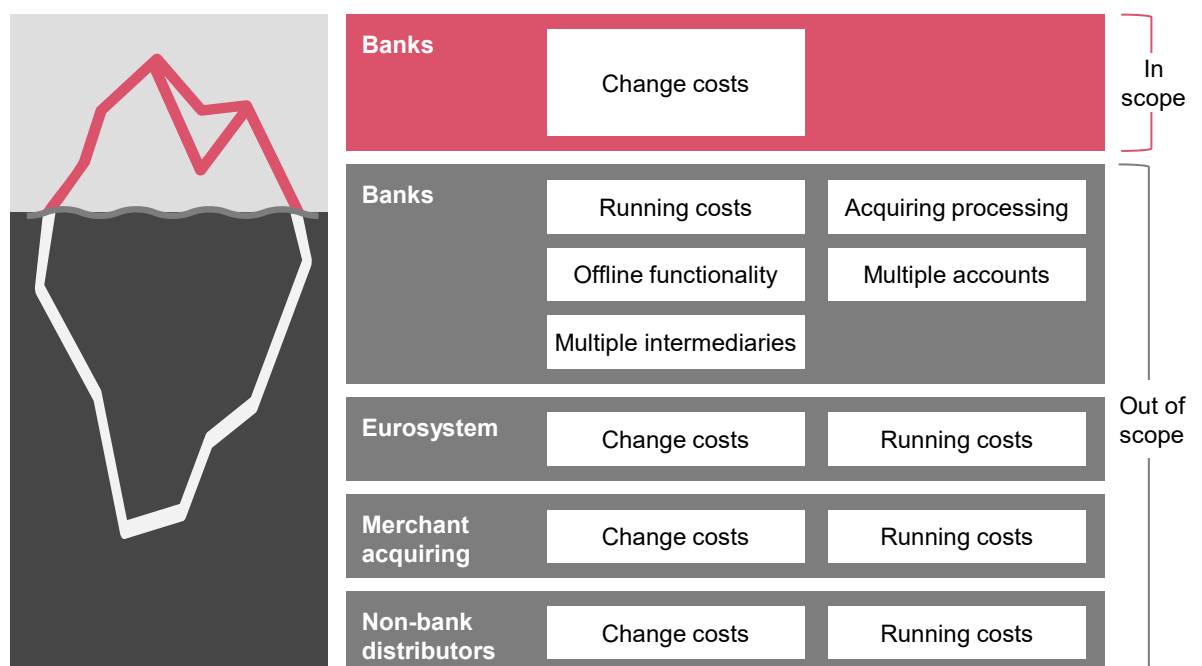 Banks
Change costs
In
scope
Banks
Running costs
Acquiring processing
Offline functionality
Multiple accounts
Multiple intermediaries
Out of
scope
Eurosystem
Change costs
Running costs
Merchant
acquiring
Change costs
Running costs
Non-bank
distributors
Change costs
Running costs